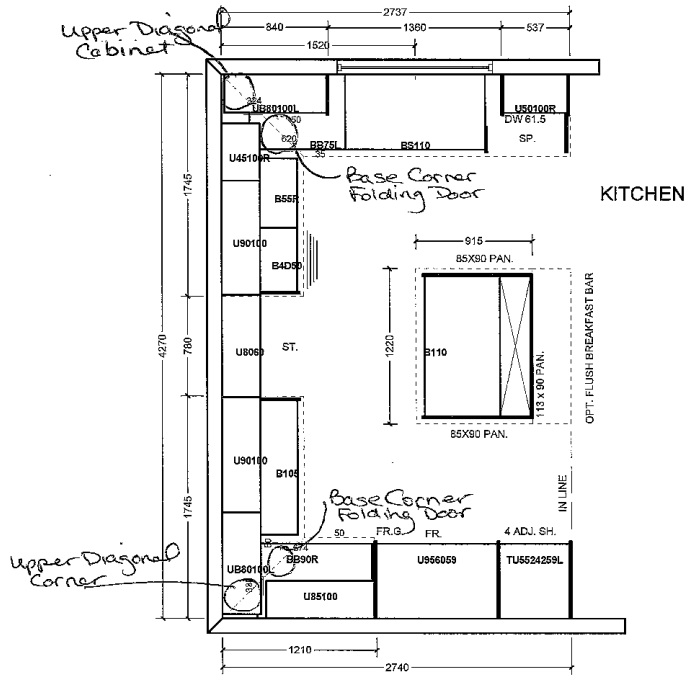 2737
840
1360
537
1520
Upper Diagonal
Cabinet
UB80100L
U50100R
DW 61.5
SP.
620
BB75L
35
BS110
U45100R
Base Corner
Folding Door
KITCHEN
B55R
1745
U90100
B4D50
915
85X90 PAN.
4270
780
U8060
ST.
1220
B110
113 x 90 PAN.
OPT. FLUSH BREAKFAST BAR
85X90 PAN.
U90100
B105
1745
IN LINE
Base Corner
Folding Door
50
FR.G.
FR.
4 ADJ. SH.
Upper Diagonal
Corner
UB80100L
BB90R
U956059
TU5524259L
U85100
1210
2740